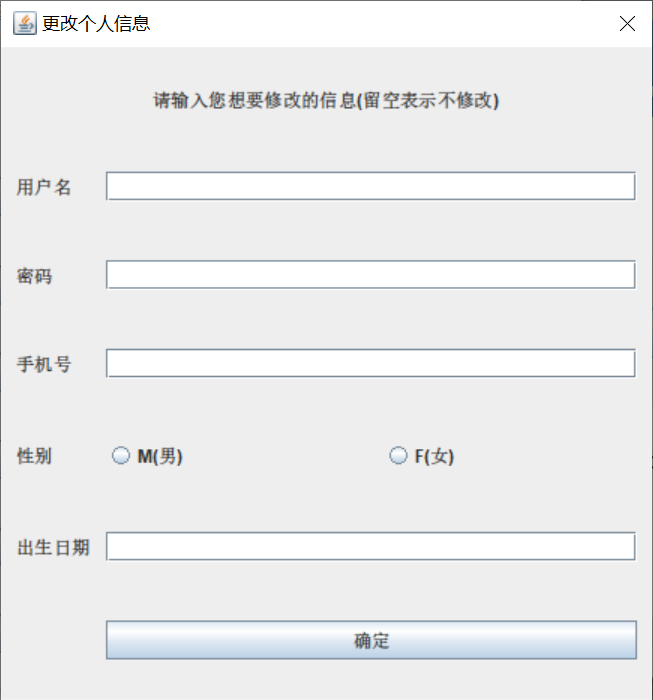 更改个人信息
请输入您想要修改的信息(留空表示不修改)
用户名
密码
手机号
性别 M(男) F(女)
出生日期
确定